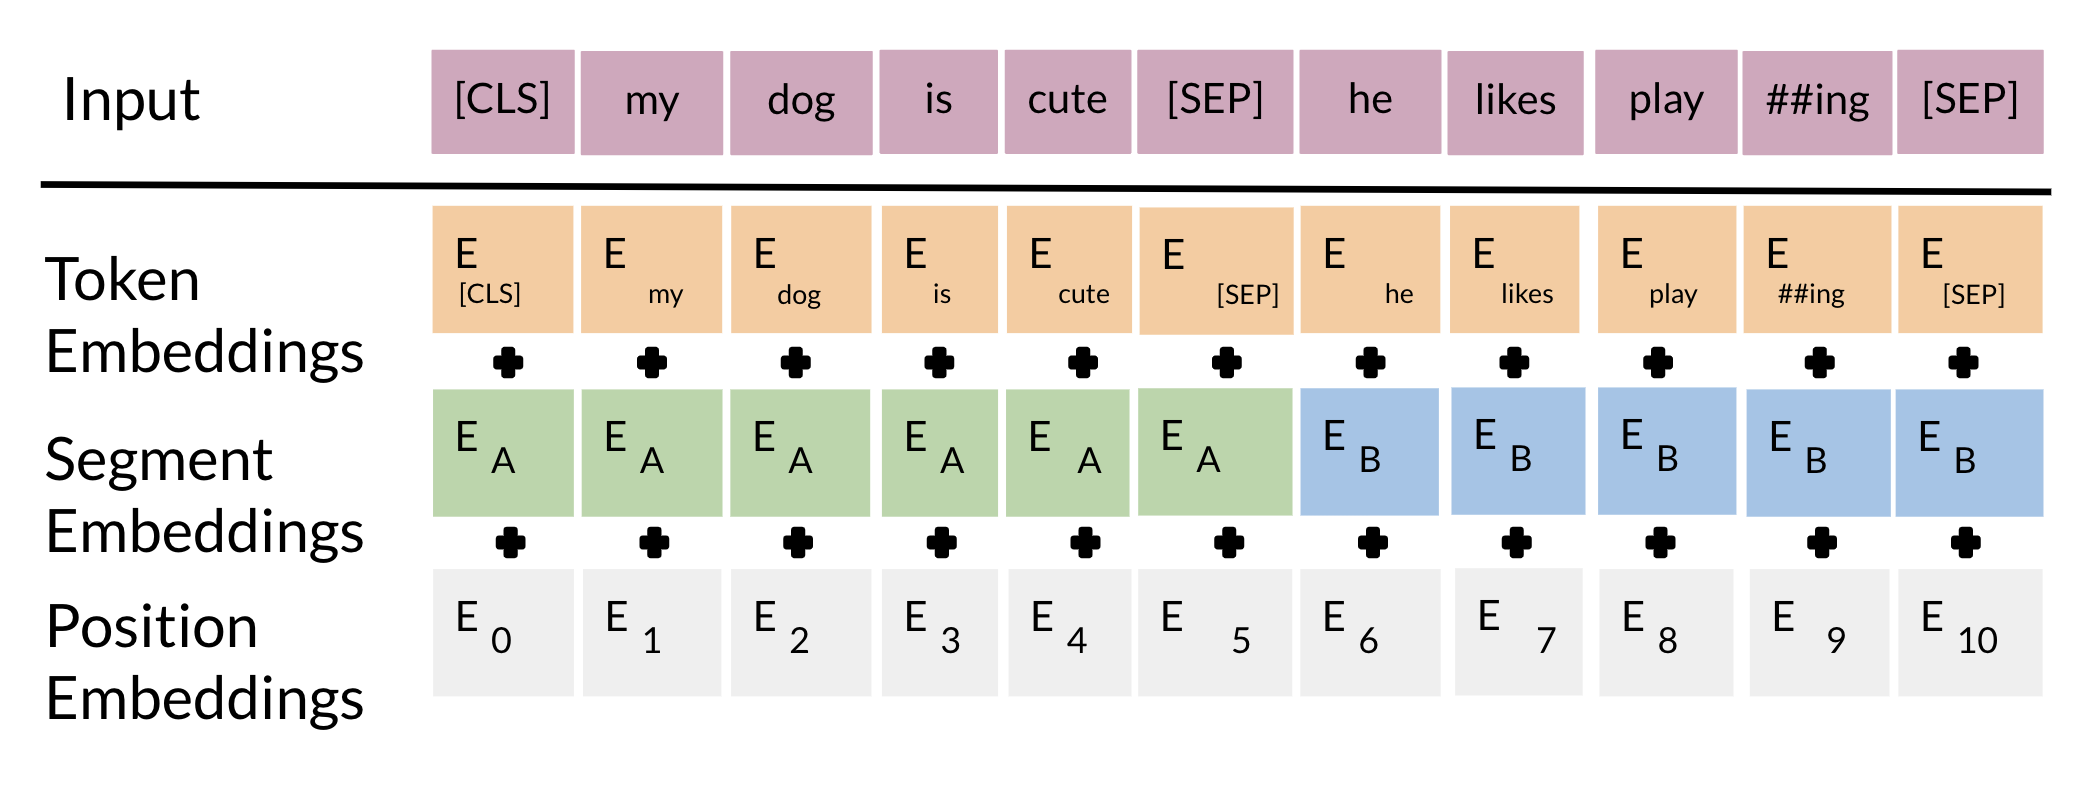 Input [CLS] my dog is cute [SEP] he likes play ##ing [SEP]
Token Embeddings E [CLS] E my E dog E is E cute E [SEP] E he E likes E play E ##ing E [SEP]
Segment Embeddings E A E A E A E A E A E A E B E B E B E B E B
Position Embeddings E 0 E 1 E 2 E 3 E 4 E 5 E 6 E 7 E 8 E 9 E 10